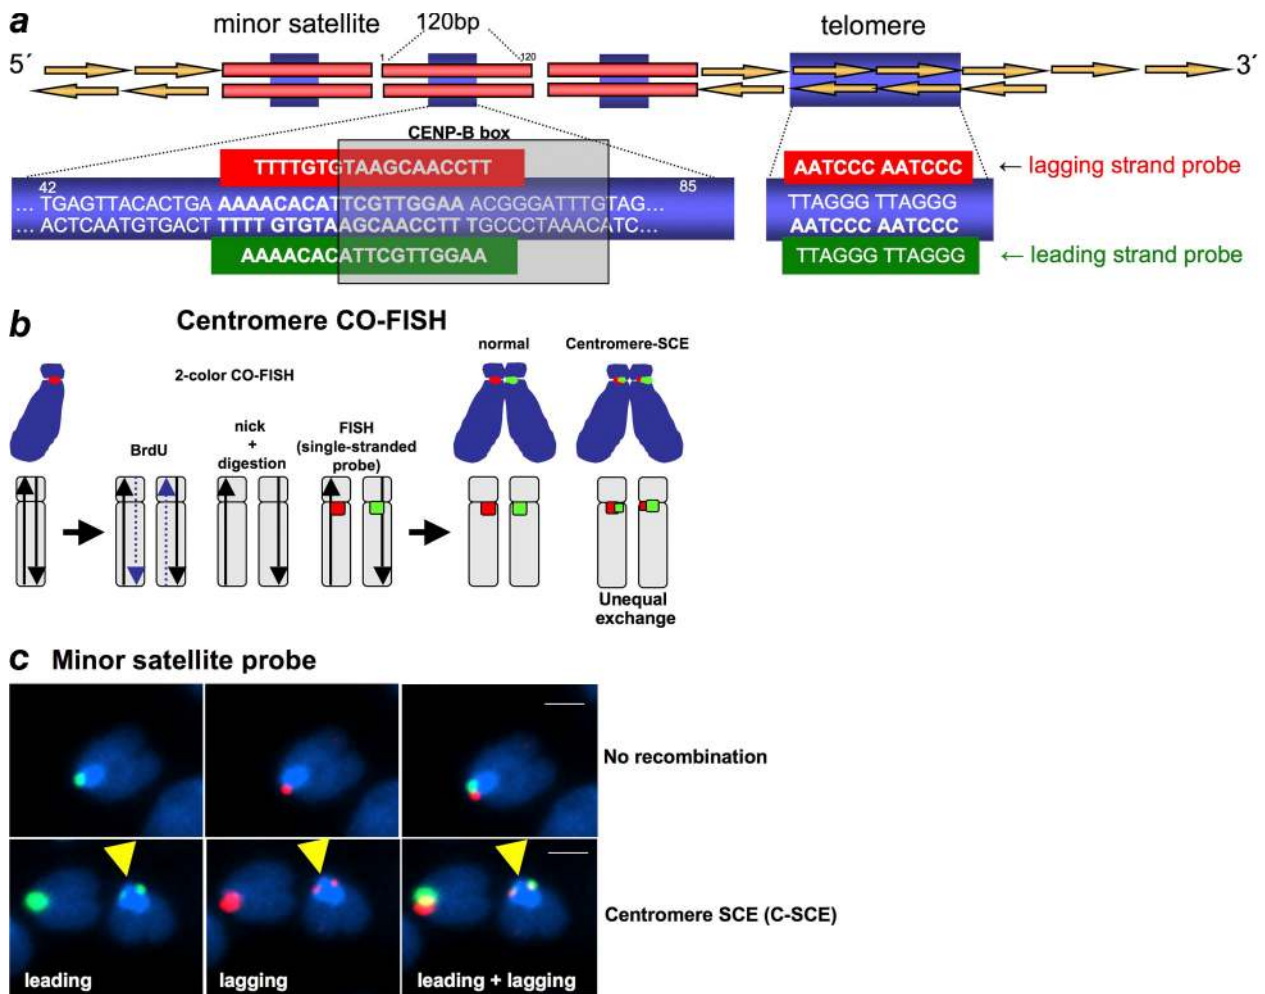 a
minor satellite
120bp
telomere
5´
1
120
3´
CENP-B box
TTTTGTGTAAGCAACCTT
AATCCC AATCCC
← lagging strand probe
42
85
... TGAGTTACACTGA AAAACACATTCGTTGGAA ACGGGATTTGTAG...
TTAGGG TTAGGG
... ACTCAATGTGACT TTTT GTGTAAGCAACCTT T TGCCCTAAACATC...
AATCCC AATCCC
AAAACACATTCGTTGGAA
TTAGGG TTAGGG
← leading strand probe
b
Centromere CO-FISH
normal
Centromere-SCE
2-color CO-FISH
BrdU
nick
+
digestion
FISH
(single-stranded
probe)
Unequal
exchange
c Minor satellite probe
No recombination
Centromere SCE (C-SCE)
leading
lagging
leading + lagging